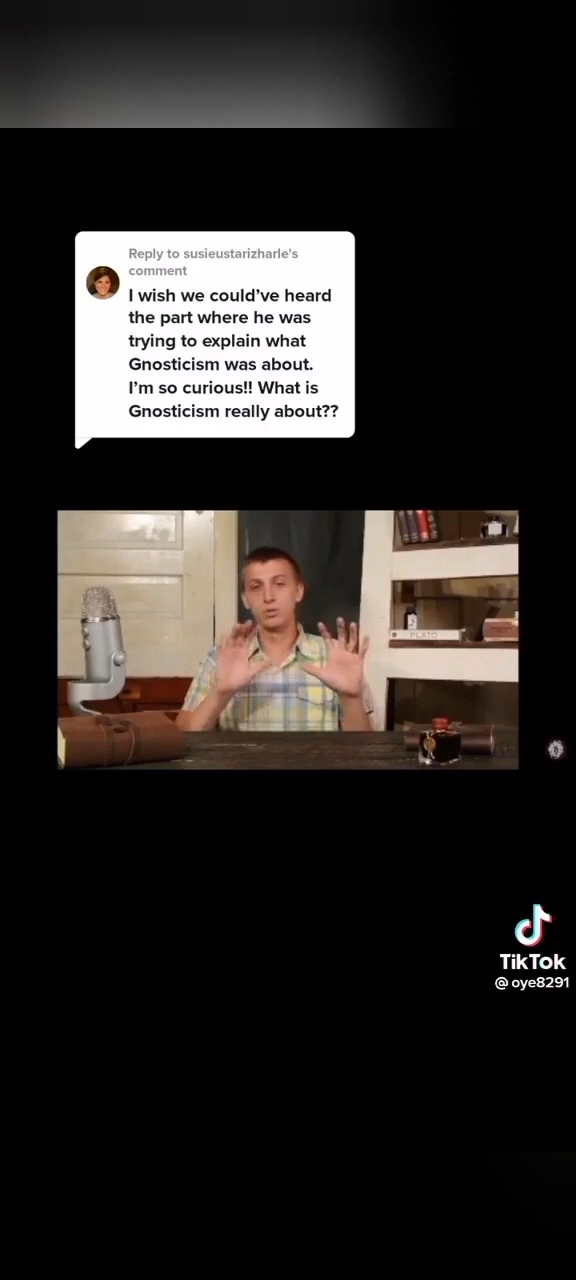 Reply to susieustarizharle's
comment
I wish we could’ve heard
the part where he was
trying to explain what
Gnosticism was about.
I’m so curious!! What is
Gnosticism really about??
PLATO
TikTok
@oye8291